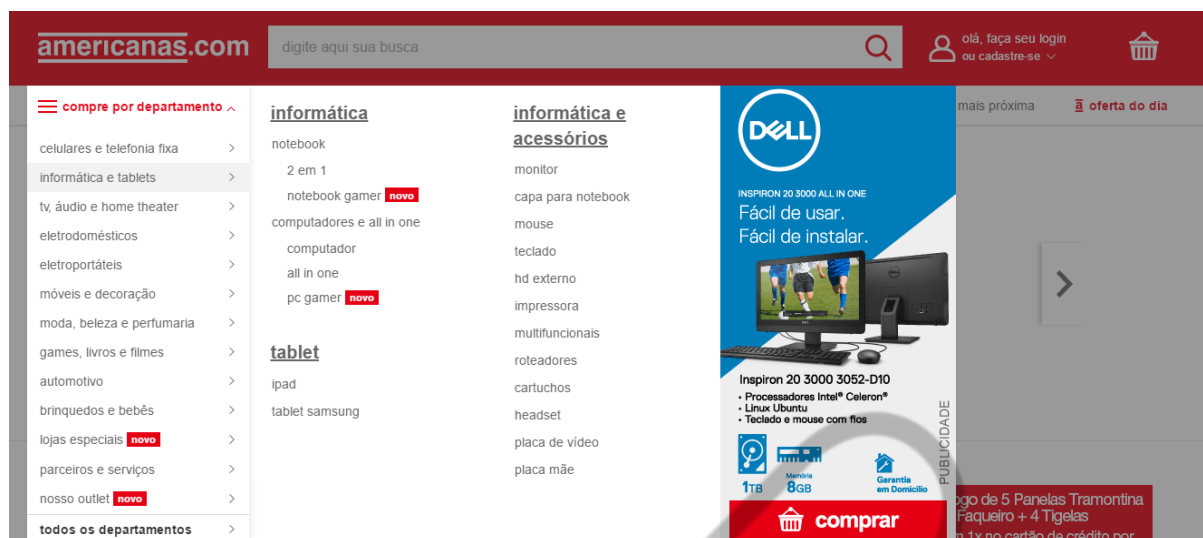 americanas.com
digite aqui sua busca
olá, faça seu login
ou cadastre-se
compre por departamento
mais próxima
a oferta do dia
celulares e telefonia fixa
informática e tablets
tv, áudio e home theater
eletrodomésticos
eletroportáteis
móveis e decoração
moda, beleza e perfumaria
games, livros e filmes
automotivo
brinquedos e bebês
lojas especiais novo
parceiros e serviços
nosso outlet novo
todos os departamentos
informática
notebook
2 em 1
notebook gamer novo
computadores e all in one
computador
all in one
pc gamer novo
tablet
ipad
tablet samsung
informática e
acessórios
monitor
capa para notebook
mouse
teclado
hd externo
impressora
multifuncionais
roteadores
cartuchos
headset
placa de vídeo
placa mãe
DELL
INSPIRON 20 3000 ALL IN ONE
Fácil de usar.
Fácil de instalar.
Inspiron 20 3000 3052-D10
• Processadores Intel® Celeron®
• Linux Ubuntu
• Teclado e mouse com fios
1TB
Memória
8GB
Garantia
em Domicílio
PUBLICIDADE
comprar
ogo de 5 Panelas Tramontina
Faqueiro + 4 Tigelas
m 1x no cartão de crédito por